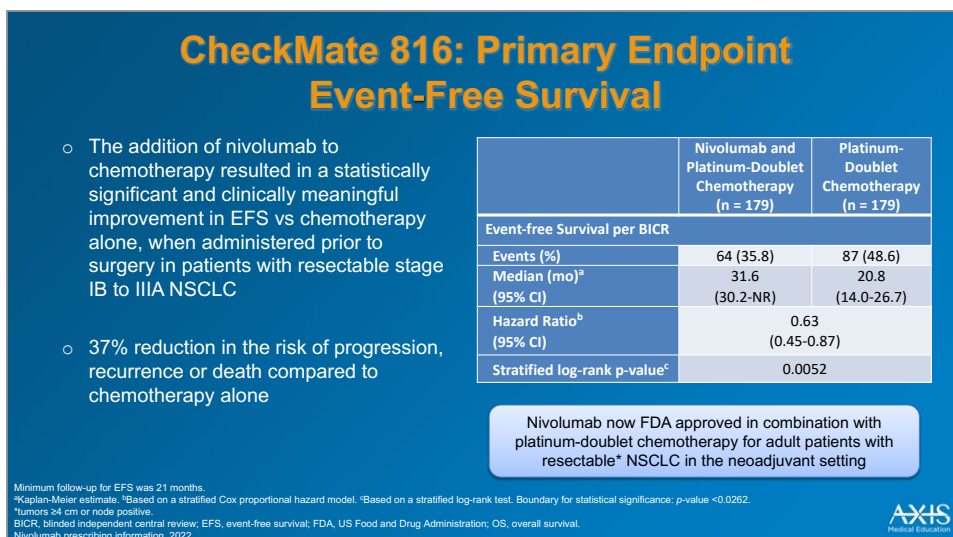 CheckMate 816: Primary Endpoint
Event-Free Survival
o The addition of nivolumab to
chemotherapy resulted in a statistically
significant and clinically meaningful
improvement in EFS vs chemotherapy
alone, when administered prior to
surgery in patients with resectable stage
IB to IIIA NSCLC
o 37% reduction in the risk of progression,
recurrence or death compared to
chemotherapy alone
Nivolumab and
Platinum-Doublet
Chemotherapy
(n = 179)
Platinum-
Doublet
Chemotherapy
(n = 179)
Event-free Survival per BICR
Events (%) 64 (35.8) 87 (48.6)
Median (mo)ᵃ 31.6 20.8
(95% CI) (30.2-NR) (14.0-26.7)
Hazard Ratioᵇ 0.63
(95% CI) (0.45-0.87)
Stratified log-rank p-valueᶜ 0.0052
Nivolumab now FDA approved in combination with
platinum-doublet chemotherapy for adult patients with
resectable* NSCLC in the neoadjuvant setting
Minimum follow-up for EFS was 21 months.
ᵃKaplan-Meier estimate. ᵇBased on a stratified Cox proportional hazard model. ᶜBased on a stratified log-rank test. Boundary for statistical significance: p-value <0.0262.
*tumors ≥4 cm or node positive.
BICR, blinded independent central review; EFS, event-free survival; FDA, US Food and Drug Administration; OS, overall survival.
Nivolumab prescribing information, 2022
AXIS
Medical Education